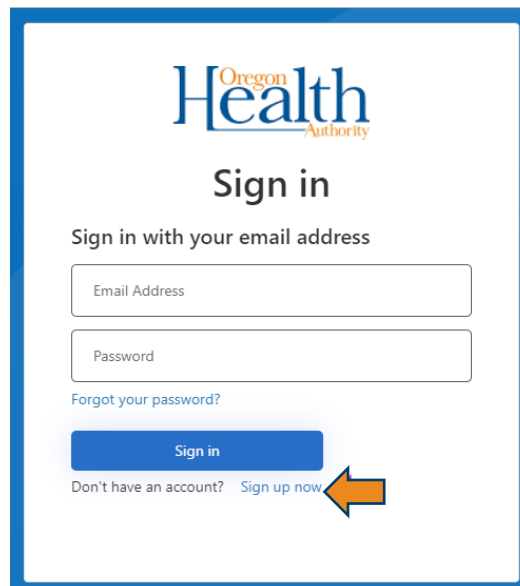 Oregon
Health
Authority
Sign in
Sign in with your email address
Email Address
Password
Forgot your password?
Sign in
Don't have an account? Sign up now